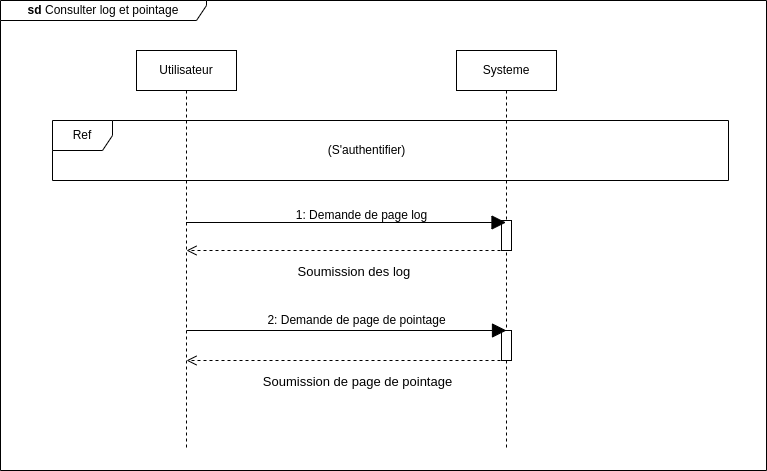 sd Consulter log et pointage
Utilisateur
Systeme
Ref
(S'authentifier)
1: Demande de page log
Soumission des log
2: Demande de page de pointage
Soumission de page de pointage